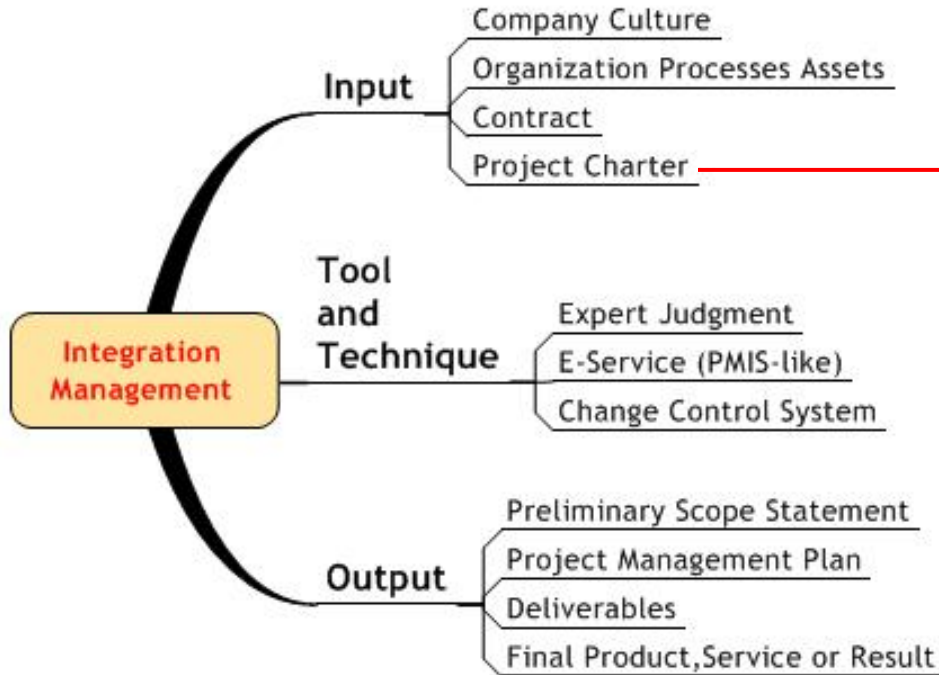 Company Culture
Input
Organization Processes Assets
Contract
Project Charter
Tool
and
Technique
Expert Judgment
E-Service (PMIS-like)
Change Control System
Integration
Management
Preliminary Scope Statement
Output
Project Management Plan
Deliverables
Final Product,Service or Result